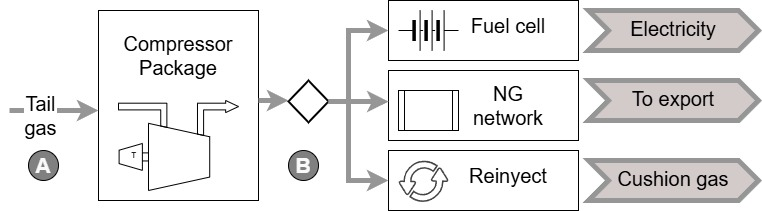 Tail
gas
A
Compressor
Package
T
B
Fuel cell
Electricity
NG
network
To export
Reinyect
Cushion gas